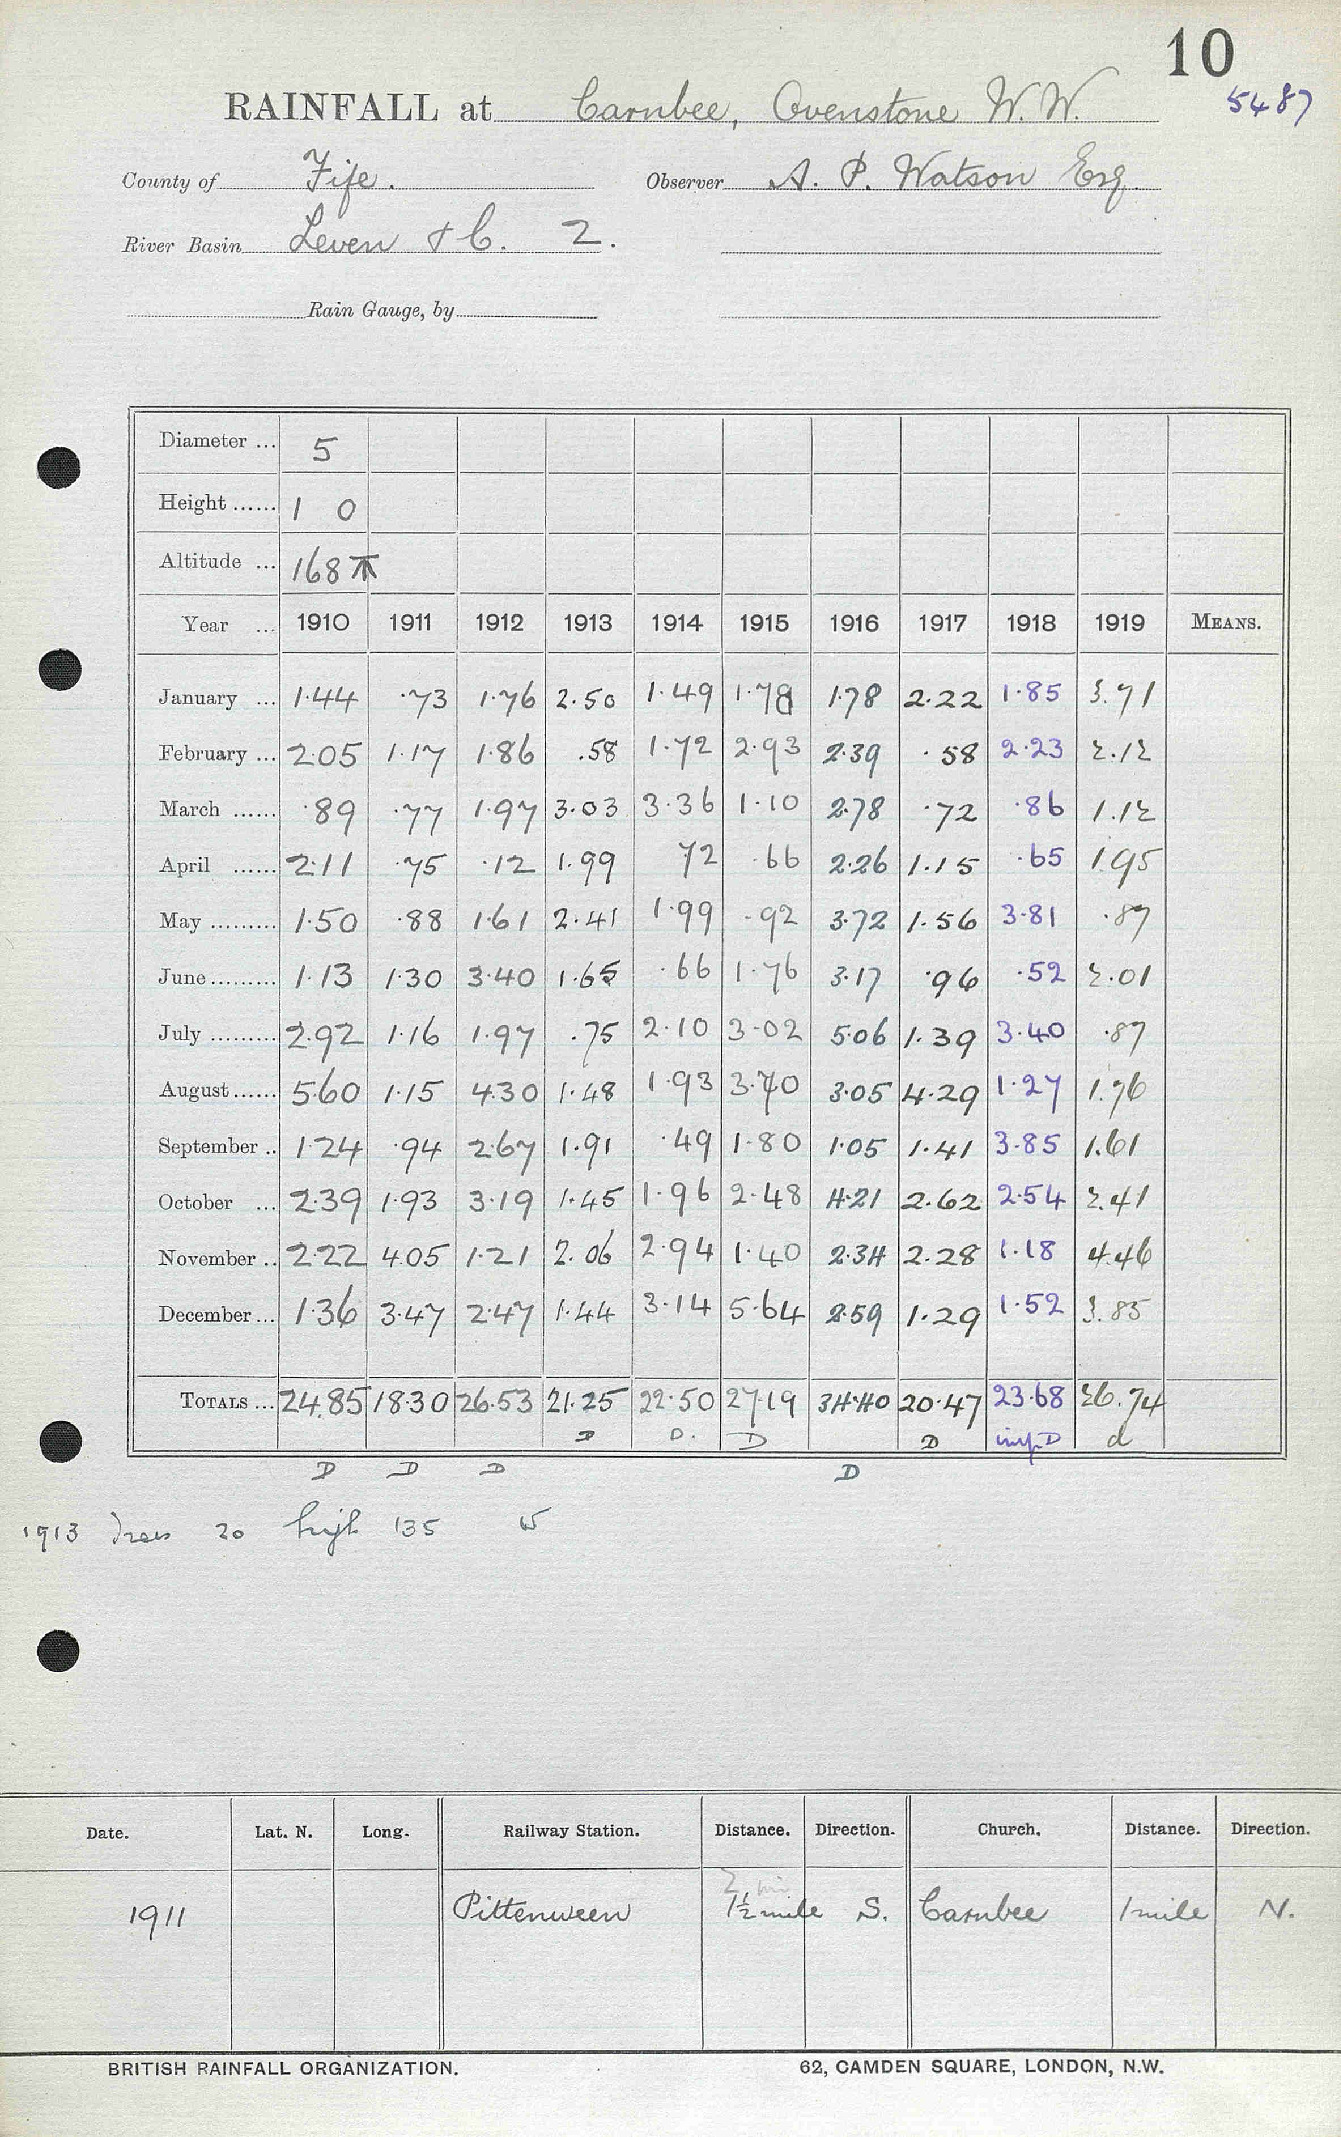 10
RAINFALL at Carnbee, Ovenstone W.W. 5487
County of Fife. Observer A. P. Watson Esq
River Basin Leven &C. 2.
Rain Gauge, by
Diameter ... 5
Height ...... 1 0
Altitude ... 168
Year ... 1910 1911 1912 1913 1914 1915 1916 1917 1918 1919 MEANS.
January ... 1.44 .73 1.76 2.50 1.49 1.78 1.78 2.22 1.85 3.71
February ... 2.05 1.17 1.86 .58 1.72 2.93 2.39 .58 2.23 2.12
March ...... .89 .77 1.97 3.03 3.36 1.10 2.78 .72 .86 1.12
April ...... 2.11 .75 .12 1.99 72 .66 2.26 1.15 .65 1.95
May ......... 1.50 .88 1.61 2.41 1.99 .92 3.72 1.56 3.81 .87
June ......... 1.13 1.30 3.40 1.65 .66 1.76 3.17 .96 .52 2.01
July ......... 2.92 1.16 1.97 .75 2.10 3.02 5.06 1.39 3.40 .87
August ...... 5.60 1.15 4.30 1.48 1.93 3.70 3.05 4.29 1.27 1.76
September .. 1.24 .94 2.67 1.91 .49 1.80 1.05 1.41 3.85 1.61
October ... 2.39 1.93 3.19 1.45 1.96 2.48 4.21 2.62 2.54 2.41
November .. 2.22 4.05 1.21 2.06 2.94 1.40 2.34 2.28 1.18 4.46
December ... 1.36 3.47 2.47 1.44 3.14 5.64 2.59 1.29 1.52 3.85
TOTALS ... 24.85 18.30 26.53 21.25 22.50 27.19 34.40 20.47 23.68 26.74
D D. D D imp. D d
D D D D
1913 Trees 20 high 135 W
Date. Lat. N. Long. Railway Station. Distance. Direction. Church. Distance. Direction.
2 mi
1911 Pittenween 1½ mile S. Carnbee 1 mile N.
BRITISH RAINFALL ORGANIZATION. 62, CAMDEN SQUARE, LONDON, N.W.